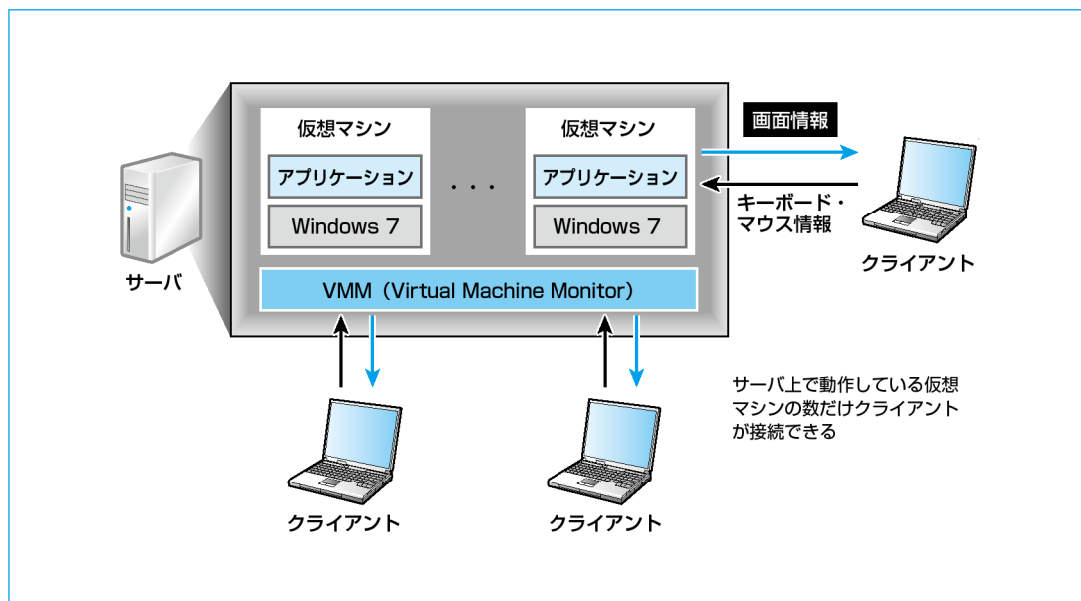 仮想マシン
アプリケーション
Windows 7
・・・
仮想マシン
アプリケーション
Windows 7
VMM（Virtual Machine Monitor）
サーバ
画面情報
キーボード・
マウス情報
クライアント
クライアント
クライアント
サーバ上で動作している仮想
マシンの数だけクライアント
が接続できる